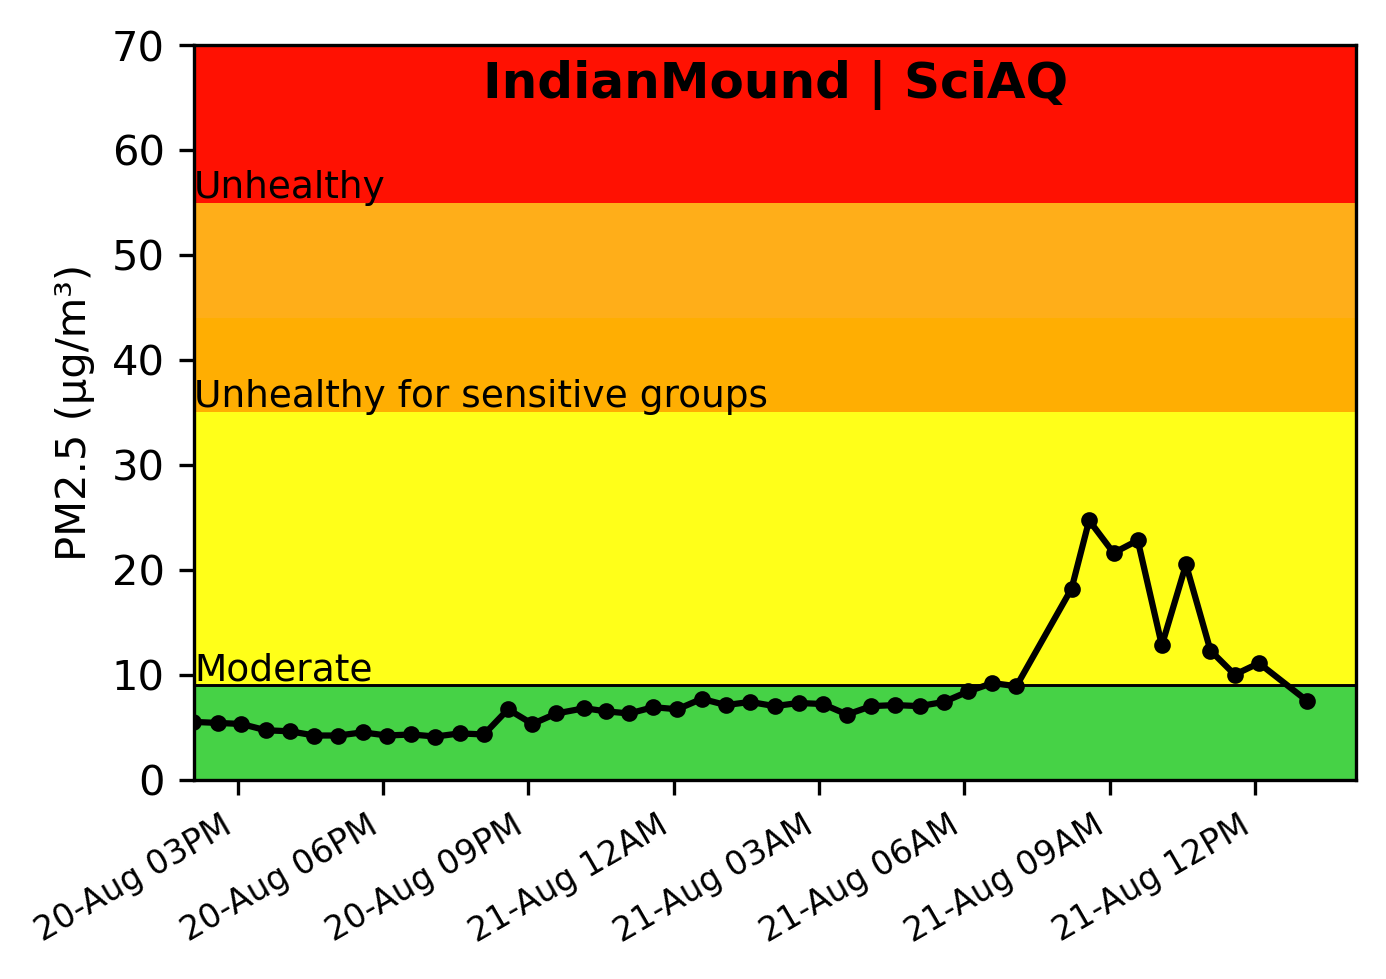 IndianMound | SciAQ
70
60
50
40
30
20
10
0
PM2.5 (µg/m³)
Unhealthy
Unhealthy for sensitive groups
Moderate
20-Aug 03PM
20-Aug 06PM
20-Aug 09PM
21-Aug 12AM
21-Aug 03AM
21-Aug 06AM
21-Aug 09AM
21-Aug 12PM